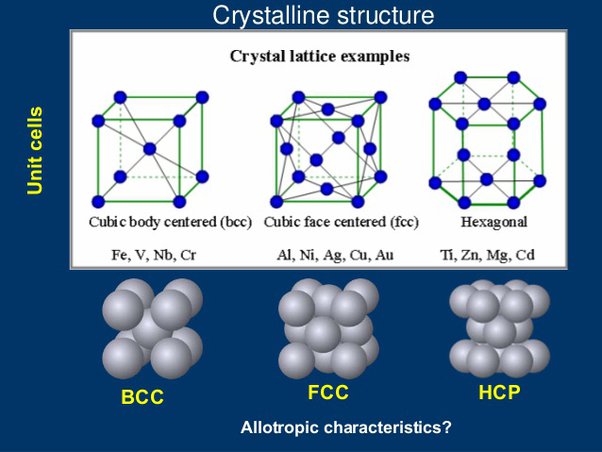 Crystalline structure
Crystal lattice examples
Unit cells
Cubic body centered (bcc)
Cubic face centered (fcc)
Hexagonal
Fe, V, Nb, Cr
Al, Ni, Ag, Cu, Au
Ti, Zn, Mg, Cd
BCC
FCC
HCP
Allotropic characteristics?